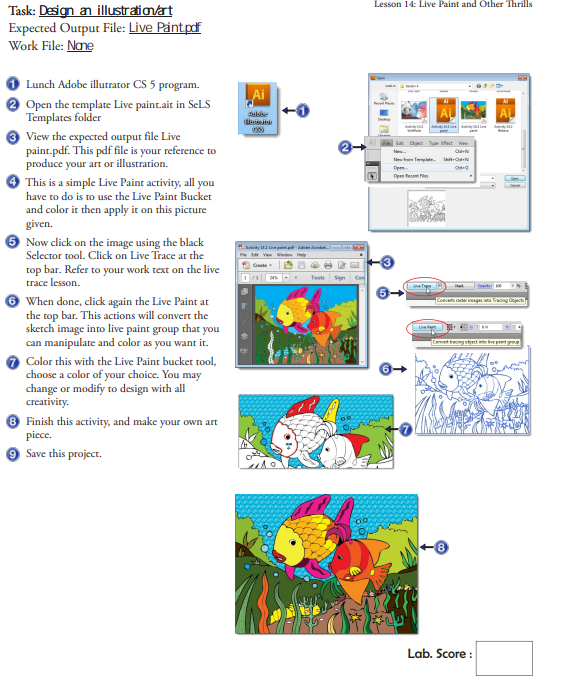 Lesson 14: Live Paint and Other Thrills
Task: Design an illustration/art
Expected Output File: Live Paint.pdf
Work File: None
1 Lunch Adobe illutrator CS 5 program.
2 Open the template Live paint.ait in SeLS
Templates folder
3 View the expected output file Live
paint.pdf. This pdf file is your reference to
produce your art or illustration.
4 This is a simple Live Paint activity, all you
have to do is to use the Live Paint Bucket
and color it then apply it on this picture
given.
5 Now click on the image using the black
Selector tool. Click on Live Trace at the
top bar. Refer to your work text on the live
trace lesson.
6 When done, click again the Live Paint at
the top bar. This actions will convert the
sketch image into live paint group that you
can manipulate and color as you want it.
7 Color this with the Live Paint bucket tool,
choose a color of your choice. You may
change or modify to design with all
creativity.
8 Finish this activity, and make your own art
piece.
9 Save this project.
Ai
Adobe
Illustrator
1
Open
Recent Places
Desktop
2
Ai File Edit Object Type Effect View
New... Ctrl+N
New from Template... Shift+Ctrl+N
Open... Ctrl+O
Open Recent Files
Open
Cancel
File Edit View Window Help
Create
1 / 1 24%
Tools Sign
3
5
Live Trace Mask Opacity: 100 %
Converts raster images into Tracing Objects
Live Paint
Convert tracing object into live paint group
6
7
8
Lab. Score :